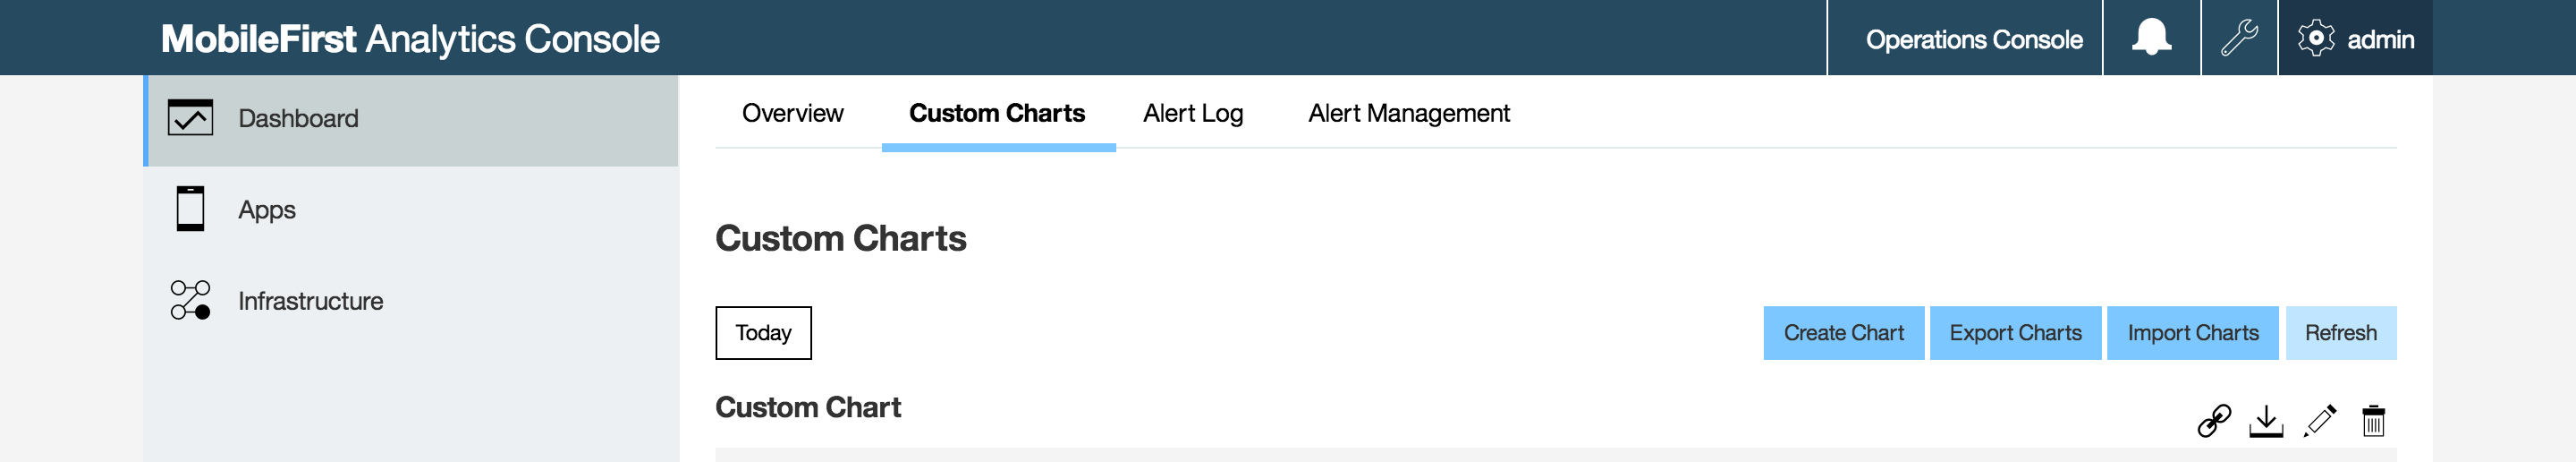 MobileFirst Analytics Console
Operations Console
admin
Dashboard
Apps
Infrastructure
Overview
Custom Charts
Alert Log
Alert Management
Custom Charts
Today
Create Chart
Export Charts
Import Charts
Refresh
Custom Chart